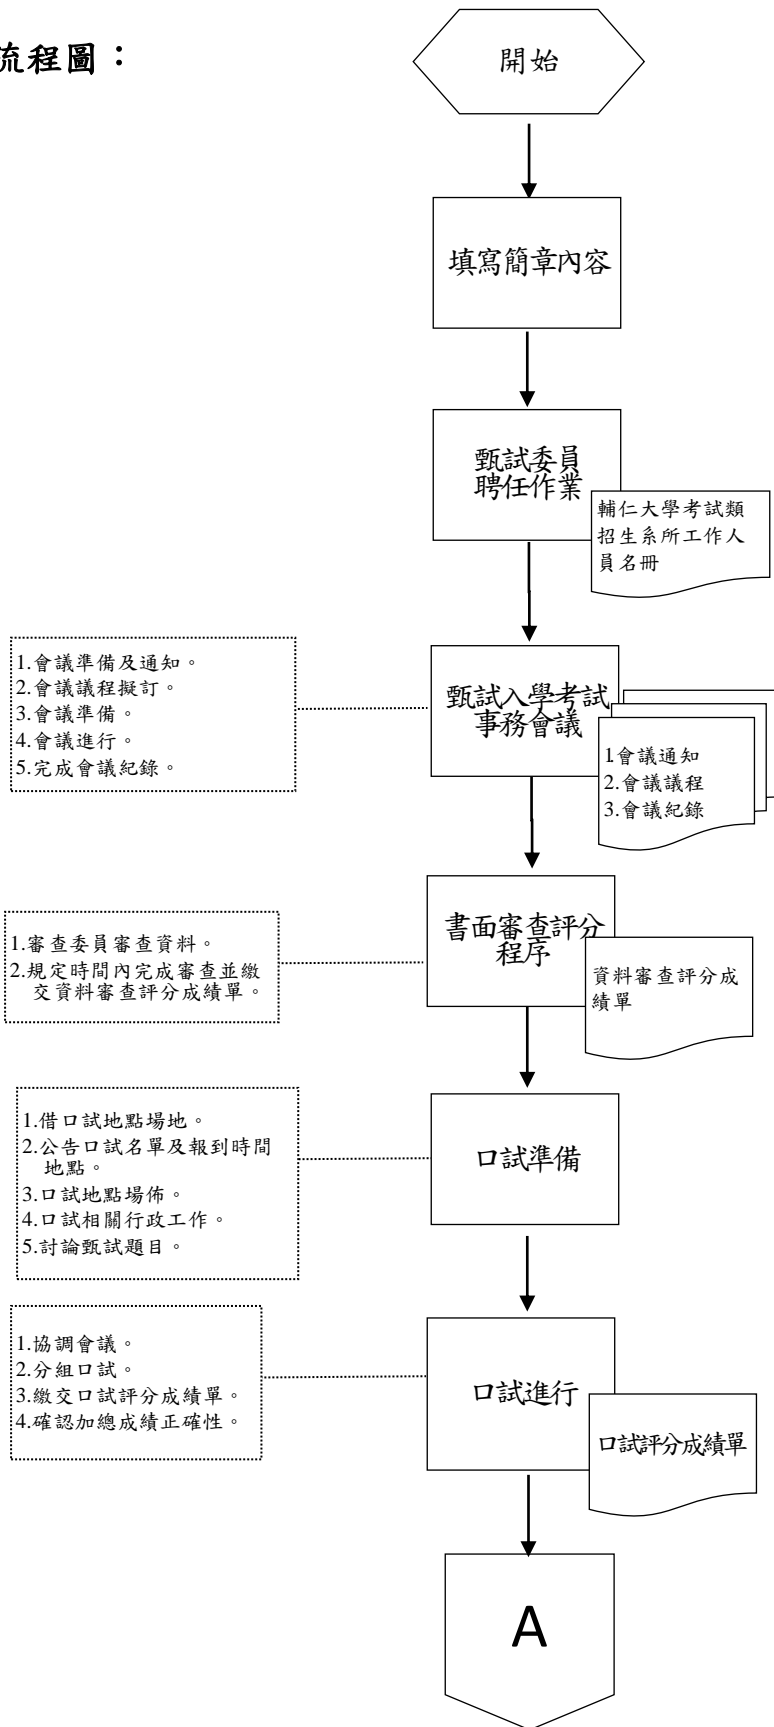 流程圖：
開始
填寫簡章內容
甄試委員
聘任作業
輔仁大學考試類
招生系所工作人
員名冊
1.會議準備及通知。
2.會議議程擬訂。
3.會議準備。
4.會議進行。
5.完成會議紀錄。
甄試入學考試
事務會議
1.會議通知
2.會議議程
3.會議紀錄
1.審查委員審查資料。
2.規定時間內完成審查並繳
交資料審查評分成績單。
書面審查評分
程序
資料審查評分成
績單
1.借口試地點場地。
2.公告口試名單及報到時間
地點。
3.口試地點場佈。
4.口試相關行政工作。
5.討論甄試題目。
口試準備
1.協調會議。
2.分組口試。
3.繳交口試評分成績單。
4.確認加總成績正確性。
口試進行
口試評分成績單
A